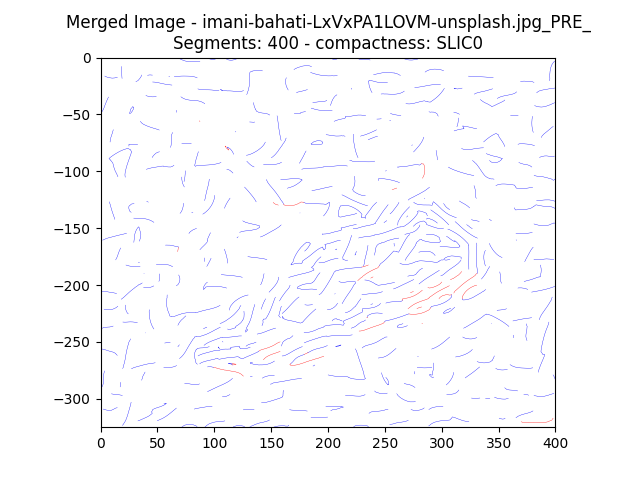 Merged Image - imani-bahati-LxVxPA1LOVM-unsplash.jpg_PRE_
Segments: 400 - compactness: SLIC0
0
−50
−100
−150
−200
−250
−300
0 50 100 150 200 250 300 350 400